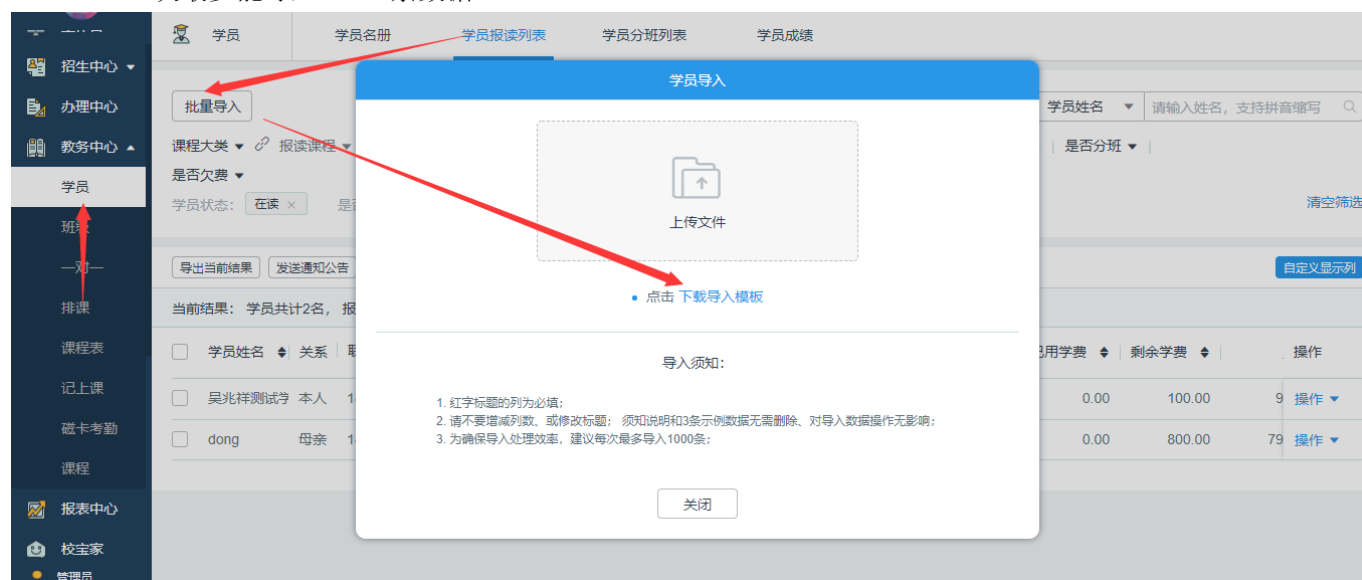 学员
学员名册
学员报读列表
学员分班列表
学员成绩
招生中心
办理中心
教务中心
学员
班级
一对一
排课
课程表
记上课
磁卡考勤
课程
报表中心
校宝家
管理员
批量导入
学员姓名
请输入姓名，支持拼音缩写
课程大类
报读课程
是否分班
是否欠费
学员状态：
在读 ×
清空筛选
导出当前结果
发送通知公告
自定义显示列
当前结果：学员共计2名，报
学员姓名
关系
剩余学费
操作
吴兆祥测试学
本人
1
0.00
100.00
9
操作
dong
母亲
1
0.00
800.00
79
操作
学员导入
上传文件
点击 下载导入模板
导入须知：
1. 红字标题的列为必填；
2. 请不要增减列数、或修改标题；须知说明和3条示例数据无需删除、对导入数据操作无影响；
3. 为确保导入处理效率，建议每次最多导入1000条；
关闭